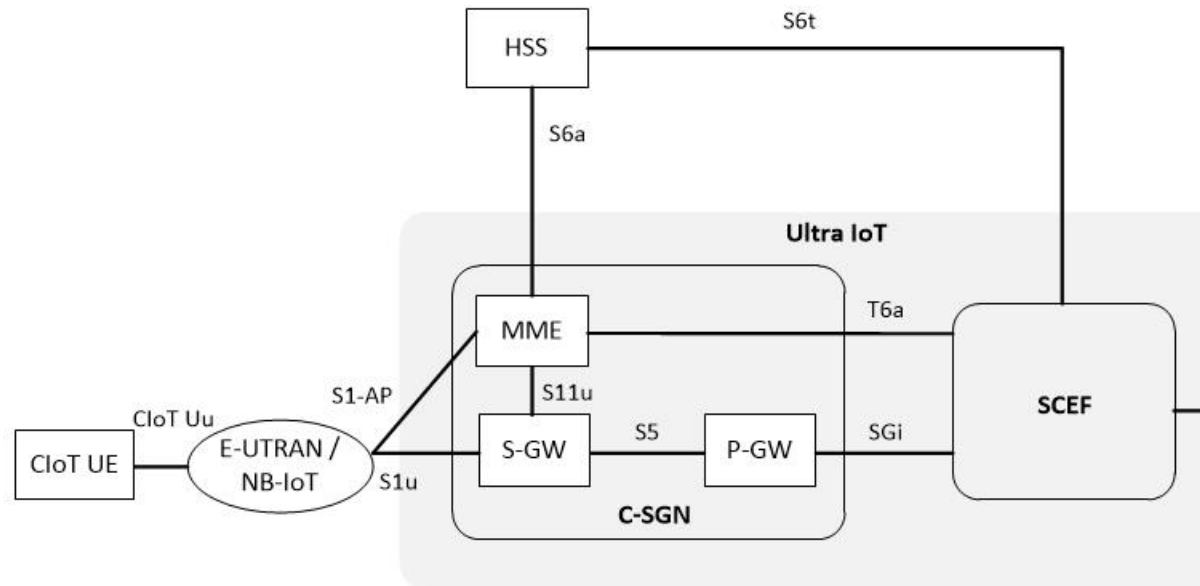 S6t
HSS
S6a
Ultra IoT
MME
T6a
S1-AP
S11u
SCEF
CIoT Uu
E-UTRAN /
NB-IoT
S-GW
S5
P-GW
SGi
CIoT UE
S1u
C-SGN